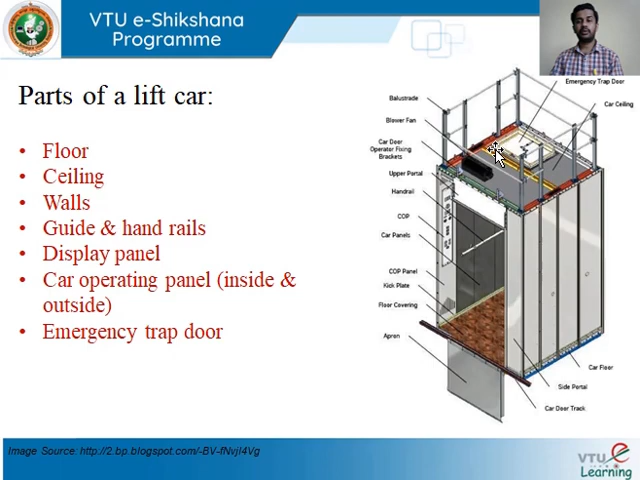 VTU e-Shikshana
Programme
Parts of a lift car:
• Floor
• Ceiling
• Walls
• Guide & hand rails
• Display panel
• Car operating panel (inside &
outside)
• Emergency trap door
Emergency Trap Door
Balustrade
Car Ceiling
Blower Fan
Car Door
Operator Fixing
Brackets
Upper Portal
Handrail
COP
Car Panels
COP Panel
Kick Plate
Floor Covering
Apron
Car Floor
Side Portal
Car Door Track
Image Source: http://2.bp.blogspot.com/-BV-fNvjI4Vg
VTU e
Learning